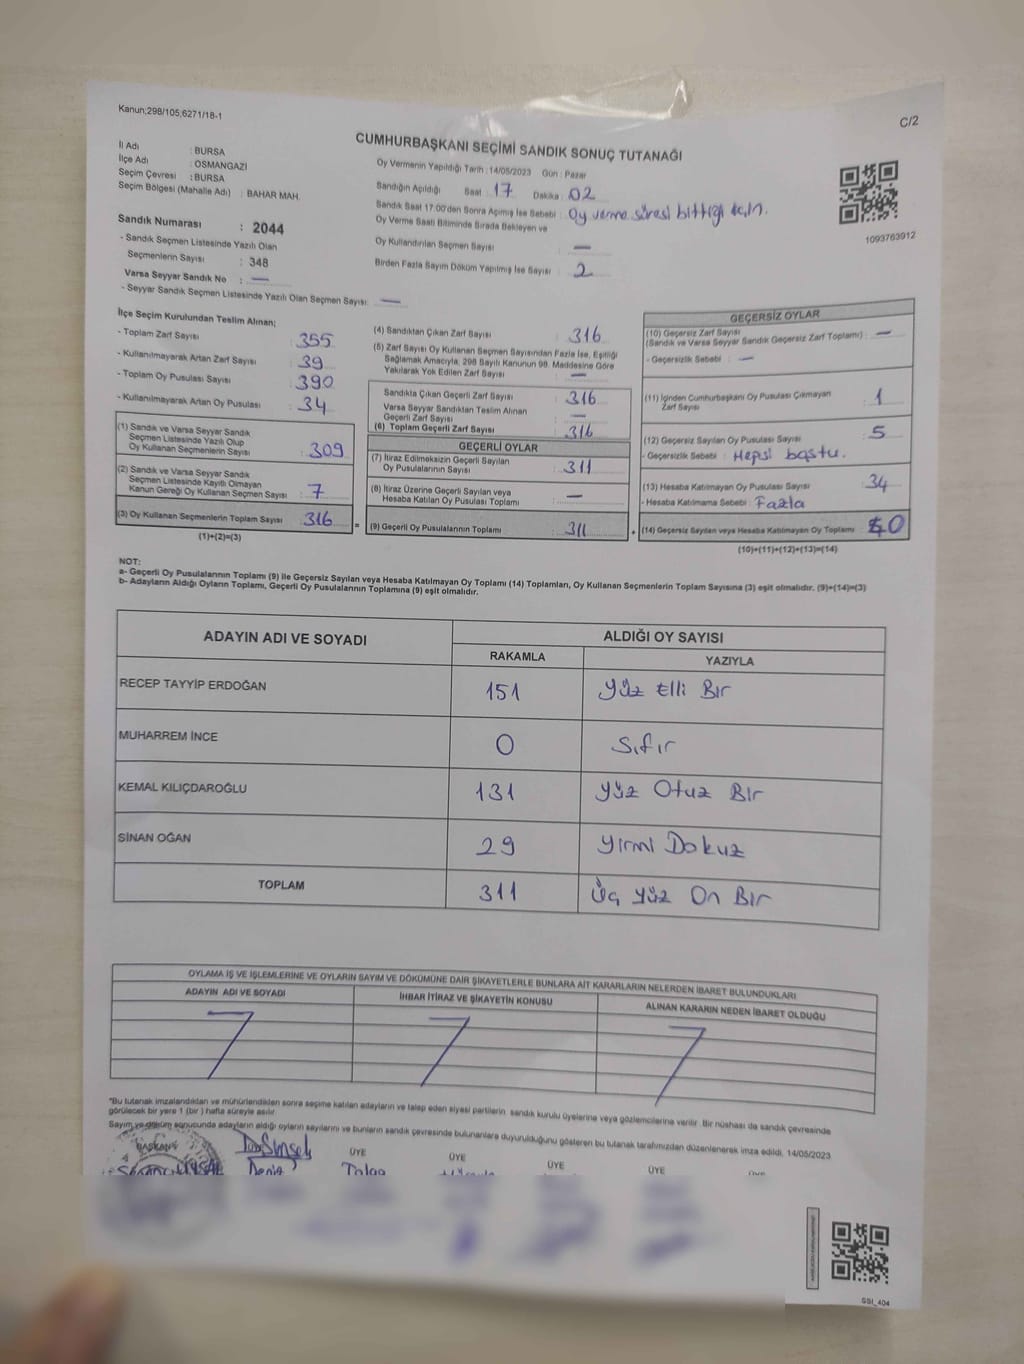 Kanun;298/105,6271/18-1
C/2
CUMHURBAŞKANI SEÇİMİ SANDIK SONUÇ TUTANAĞI
İl Adı : BURSA
İlçe Adı : OSMANGAZİ
Seçim Çevresi : BURSA
Seçim Bölgesi (Mahalle Adı) : BAHAR MAH.
Oy Vermenin Yapıldığı Tarih : 14/05/2023 Gün : Pazar
Sandığın Açıldığı Saat : 17 Dakika : 02
Sandık Saat 17:00'den Sonra Açılmış İse Sebebi : Oy verme süresi bittiği için.
Oy Verme Saati Bitiminde Sırada Bekleyen ve
Oy Kullandırılan Seçmen Sayısı : —
Birden Fazla Sayım Döküm Yapılmış İse Sayısı : 2
1093763912
Sandık Numarası : 2044
- Sandık Seçmen Listesinde Yazılı Olan
Seçmenlerin Sayısı : 348
Varsa Seyyar Sandık No : —
- Seyyar Sandık Seçmen Listesinde Yazılı Olan Seçmen Sayısı: —
İlçe Seçim Kurulundan Teslim Alınan;
- Toplam Zarf Sayısı : 355
- Kullanılmayarak Artan Zarf Sayısı : 39
- Toplam Oy Pusulası Sayısı : 390
- Kullanılmayarak Artan Oy Pusulası : 34
(1) Sandık ve Varsa Seyyar Sandık
Seçmen Listesinde Yazılı Olup
Oy Kullanan Seçmenlerin Sayısı : 309
(2) Sandık ve Varsa Seyyar Sandık
Seçmen Listesine Kayıtlı Olmayan
Kanun Gereği Oy Kullanan Seçmen Sayısı : 7
(3) Oy Kullanan Seçmenlerin Toplam Sayısı : 316
(1)+(2)=(3)
(4) Sandıktan Çıkan Zarf Sayısı : 316
(5) Zarf Sayısı Oy Kullanan Seçmen Sayısından Fazla İse, Eşitliği
Sağlamak Amacıyla; 298 Sayılı Kanunun 98. Maddesine Göre
Yakılarak Yok Edilen Zarf Sayısı : —
Sandıkta Çıkan Geçerli Zarf Sayısı : 316
Varsa Seyyar Sandıktan Teslim Alınan
Geçerli Zarf Sayısı : —
(6) Toplam Geçerli Zarf Sayısı : 316
GEÇERLİ OYLAR
(7) İtiraz Edilmeksizin Geçerli Sayılan
Oy Pusulalarının Sayısı : 311
(8) İtiraz Üzerine Geçerli Sayılan veya
Hesaba Katılan Oy Pusulası Toplamı : —
= (9) Geçerli Oy Pusulalarının Toplamı : 311 +
GEÇERSİZ OYLAR
(10) Geçersiz Zarf Sayısı
(Sandık ve Varsa Seyyar Sandık Geçersiz Zarf Toplamı) : —
- Geçersizlik Sebebi : —
(11) İçinden Cumhurbaşkanı Oy Pusulası Çıkmayan
Zarf Sayısı : 1
(12) Geçersiz Sayılan Oy Pusulası Sayısı : 5
- Geçersizlik Sebebi : Hepsi bastu.
(13) Hesaba Katılmayan Oy Pusulası Sayısı : 34
- Hesaba Katılmama Sebebi : Fazla
(14) Geçersiz Sayılan veya Hesaba Katılmayan Oy Toplamı : 40
(10)+(11)+(12)+(13)=(14)
NOT:
a- Geçerli Oy Pusulalarının Toplamı (9) ile Geçersiz Sayılan veya Hesaba Katılmayan Oy Toplamı (14) Toplamları, Oy Kullanan Seçmenlerin Toplam Sayısına (3) eşit olmalıdır. (9)+(14)=(3)
b- Adayların Aldığı Oyların Toplamı, Geçerli Oy Pusulalarının Toplamına (9) eşit olmalıdır.
ADAYIN ADI VE SOYADI ALDIĞI OY SAYISI
RAKAMLA YAZIYLA
RECEP TAYYİP ERDOĞAN 151 Yüz Elli Bir
MUHARREM İNCE 0 Sıfır
KEMAL KILIÇDAROĞLU 131 Yüz Otuz Bir
SİNAN OĞAN 29 Yirmi Dokuz
TOPLAM 311 Üç Yüz On Bir
OYLAMA İŞ VE İŞLEMLERİNE VE OYLARIN SAYIM VE DÖKÜMÜNE DAİR ŞİKAYETLERLE BUNLARA AİT KARARLARIN NELERDEN İBARET BULUNDUKLARI
ADAYIN ADI VE SOYADI İHBAR İTİRAZ VE ŞİKAYETİN KONUSU ALINAN KARARIN NEDEN İBARET OLDUĞU
*Bu tutanak imzalandıktan ve mühürlendikten sonra seçime katılan adayların ve talep eden siyasi partilerin sandık kurulu üyelerine veya gözlemcilerine verilir. Bir nüshası da sandık çevresinde
görülecek bir yere 1 (bir) hafta süreyle asılır.
Sayım ve döküm sonucunda adayların aldığı oyların sayılarını ve bunların sandık çevresinde bulunanlara duyurulduğunu gösteren bu tutanak tarafımızdan düzenlenerek imza edildi. 14/05/2023
BAŞKAN ÜYE ÜYE ÜYE ÜYE
Deniz Tolga
GSI_404